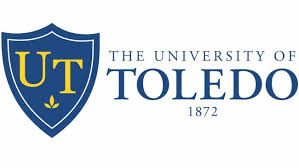 UT
THE UNIVERSITY OF
TOLEDO
1872